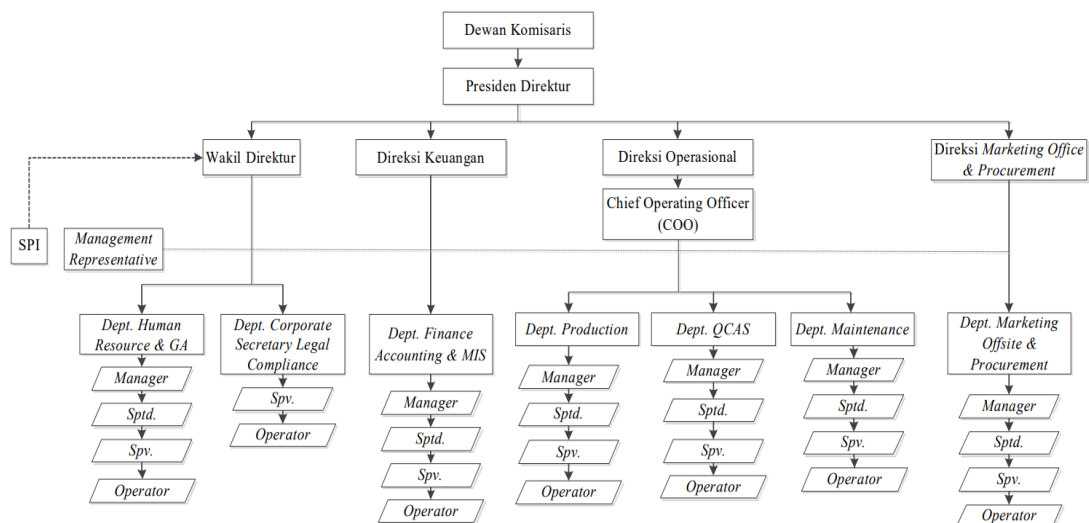 Dewan Komisaris
Presiden Direktur
Wakil Direktur
Direksi Keuangan
Direksi Operasional
Direksi Marketing Office
& Procurement
Chief Operating Officer
(COO)
SPI
Management
Representative
Dept. Human
Resource & GA
Manager
Sptd.
Spv.
Operator
Dept. Corporate
Secretary Legal
Compliance
Spv.
Operator
Dept. Finance
Accounting & MIS
Manager
Sptd.
Spv.
Operator
Dept. Production
Manager
Sptd.
Spv.
Operator
Dept. QCAS
Manager
Sptd.
Spv.
Operator
Dept. Maintenance
Manager
Sptd.
Spv.
Operator
Dept. Marketing
Offsite &
Procurement
Manager
Sptd.
Spv.
Operator